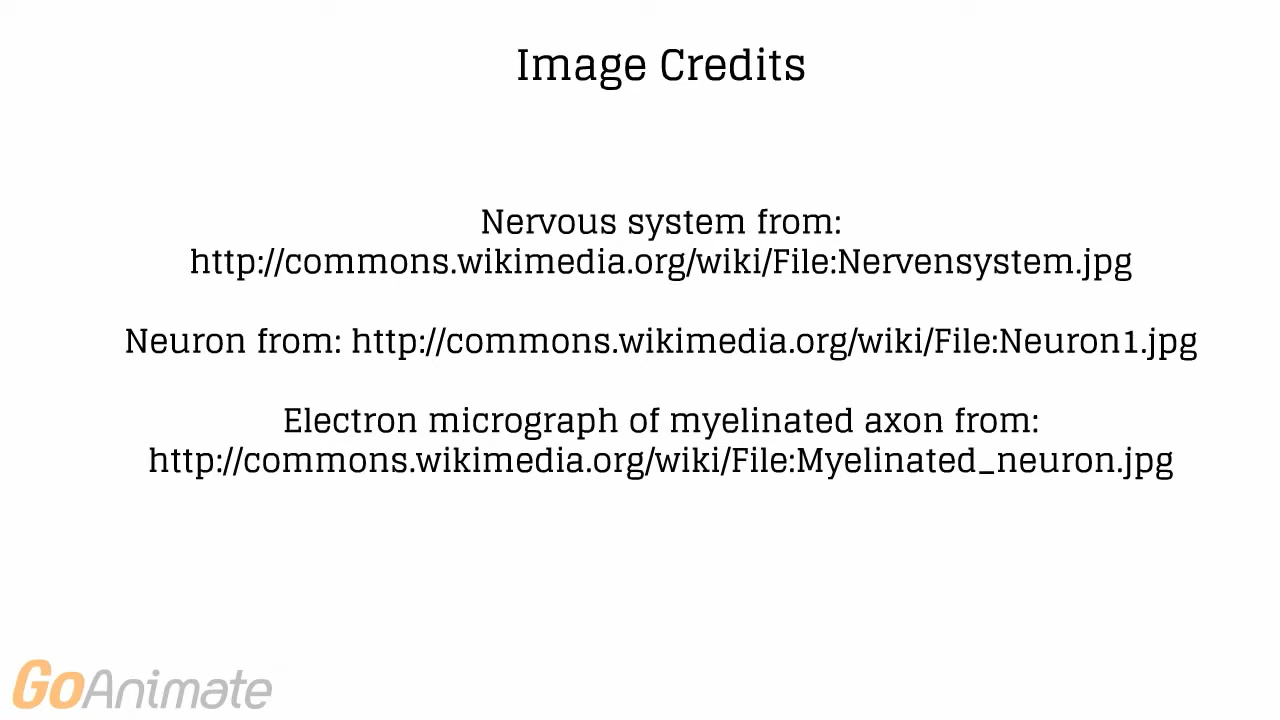 Image Credits
Nervous system from:
http://commons.wikimedia.org/wiki/File:Nervensystem.jpg
Neuron from: http://commons.wikimedia.org/wiki/File:Neuron1.jpg
Electron micrograph of myelinated axon from:
http://commons.wikimedia.org/wiki/File:Myelinated_neuron.jpg
GoAnimate